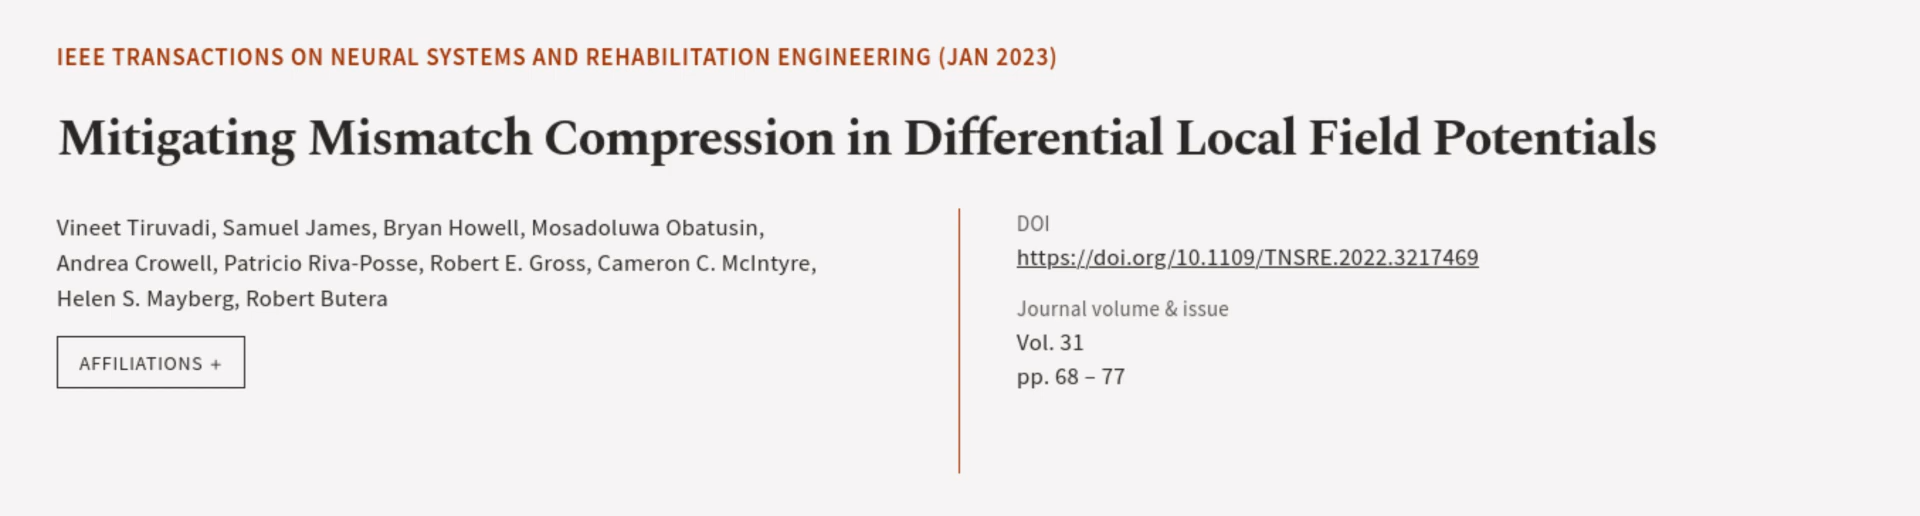 IEEE TRANSACTIONS ON NEURAL SYSTEMS AND REHABILITATION ENGINEERING (JAN 2023)
Mitigating Mismatch Compression in Differential Local Field Potentials
Vineet Tiruvadi, Samuel James, Bryan Howell, Mosadoluwa Obatusin,
Andrea Crowell, Patricio Riva-Posse, Robert E. Gross, Cameron C. McIntyre,
Helen S. Mayberg, Robert Butera
AFFILIATIONS +
DOI
https://doi.org/10.1109/TNSRE.2022.3217469
Journal volume & issue
Vol. 31
pp. 68 – 77